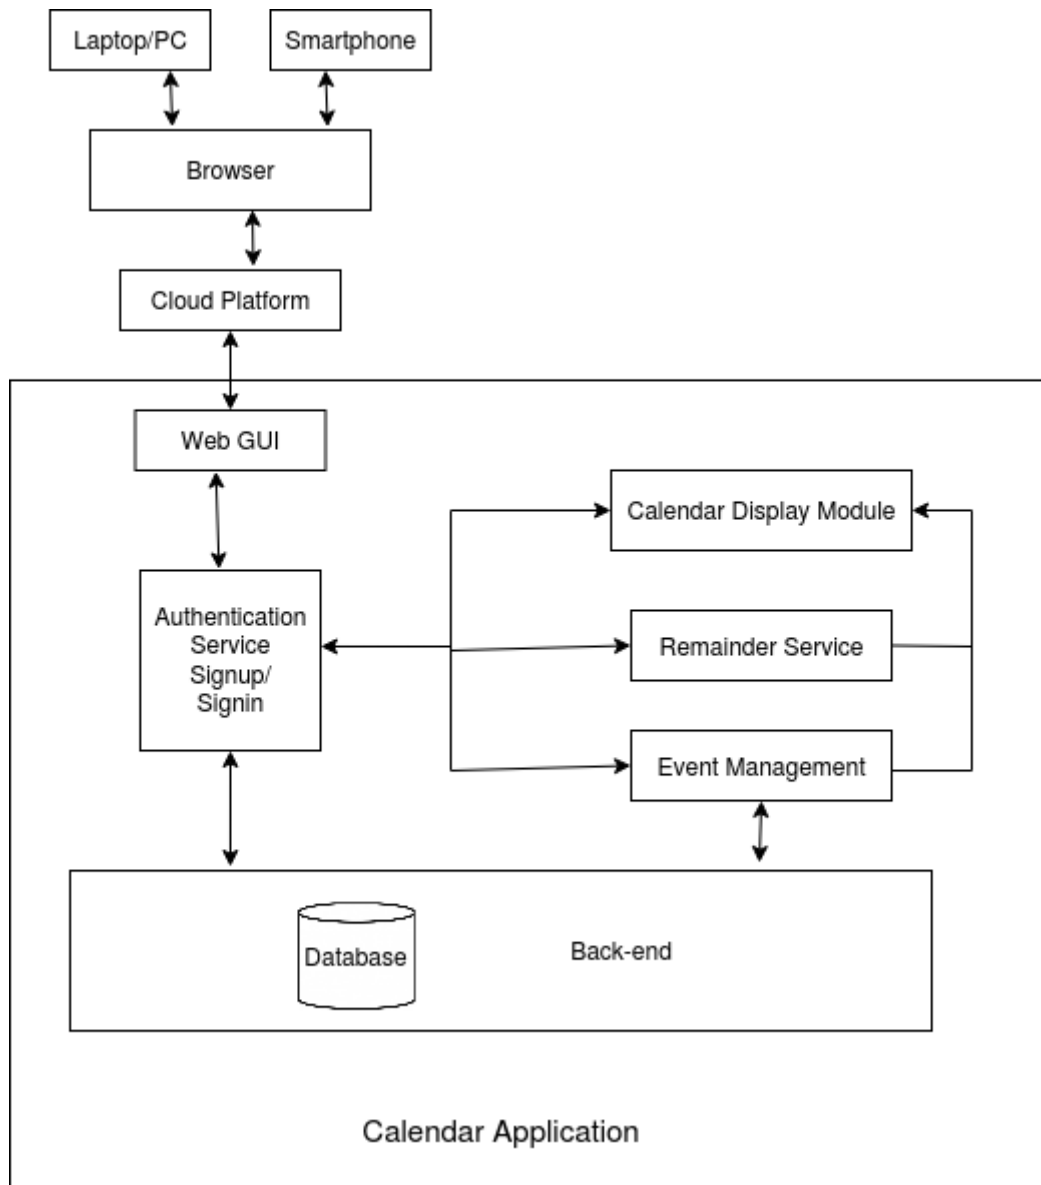 Laptop/PC
Smartphone
Browser
Cloud Platform
Web GUI
Calendar Display Module
Authentication
Service
Signup/
Signin
Remainder Service
Event Management
Database
Back-end
Calendar Application